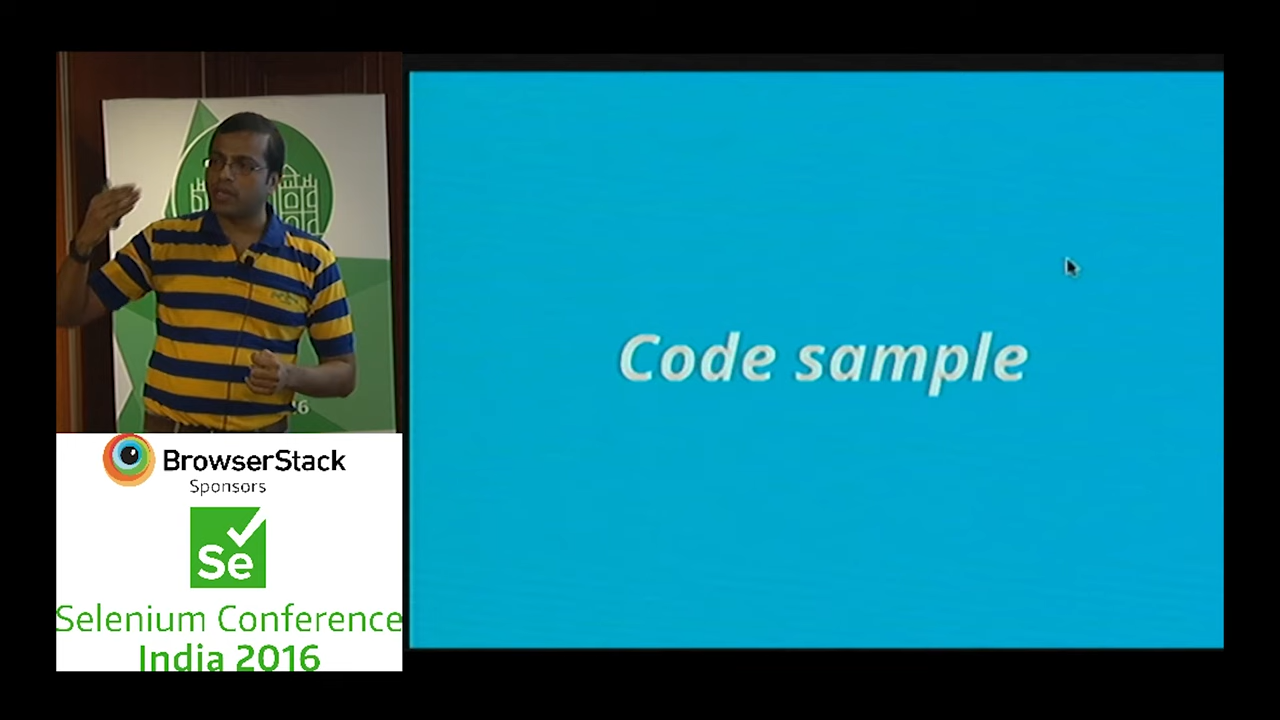 Code sample
BrowserStack
Sponsors
Se
Selenium Conference
India 2016